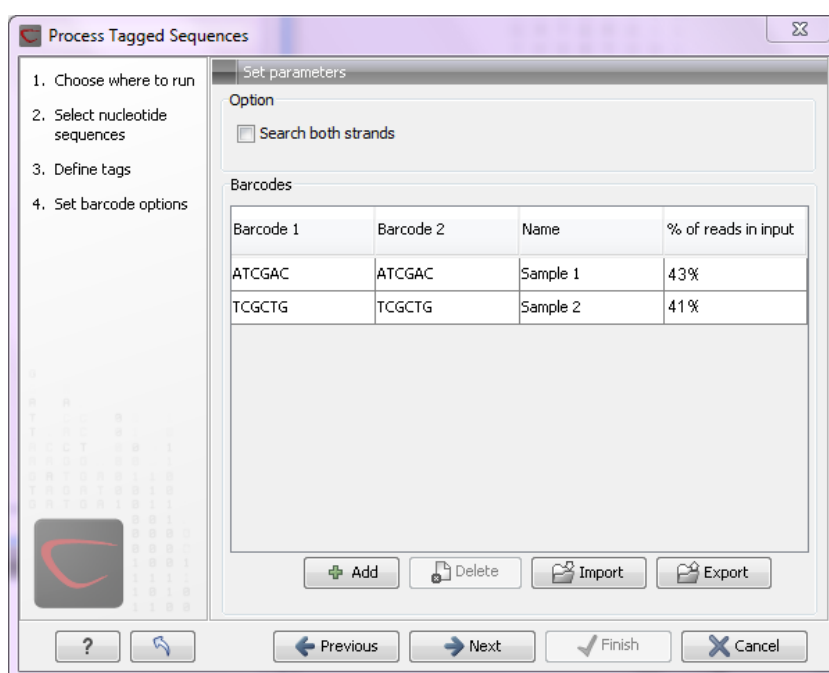 Process Tagged Sequences
1. Choose where to run
2. Select nucleotide
sequences
3. Define tags
4. Set barcode options
Set parameters
Option
Search both strands
Barcodes
Barcode 1 Barcode 2 Name % of reads in input
ATCGAC ATCGAC Sample 1 43%
TCGCTG TCGCTG Sample 2 41%
Add Delete Import Export
? Previous Next Finish Cancel